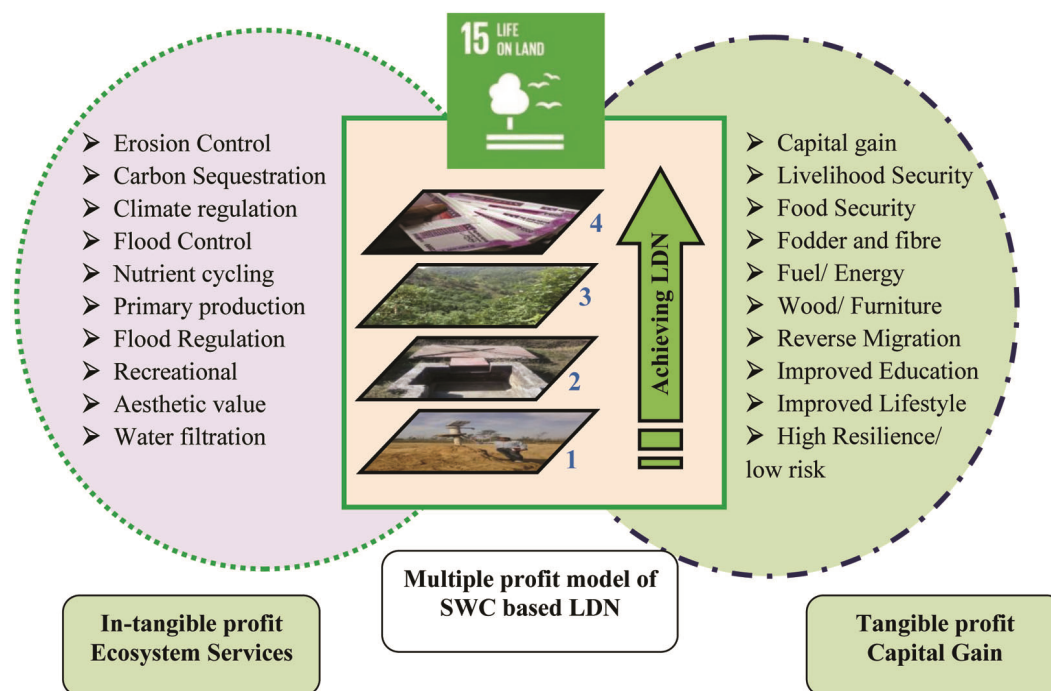 15 LIFE
ON LAND
➢ Erosion Control
➢ Carbon Sequestration
➢ Climate regulation
➢ Flood Control
➢ Nutrient cycling
➢ Primary production
➢ Flood Regulation
➢ Recreational
➢ Aesthetic value
➢ Water filtration
4
3
2
1
Achieving LDN
➢ Capital gain
➢ Livelihood Security
➢ Food Security
➢ Fodder and fibre
➢ Fuel/ Energy
➢ Wood/ Furniture
➢ Reverse Migration
➢ Improved Education
➢ Improved Lifestyle
➢ High Resilience/
low risk
Multiple profit model of
SWC based LDN
In-tangible profit
Ecosystem Services
Tangible profit
Capital Gain